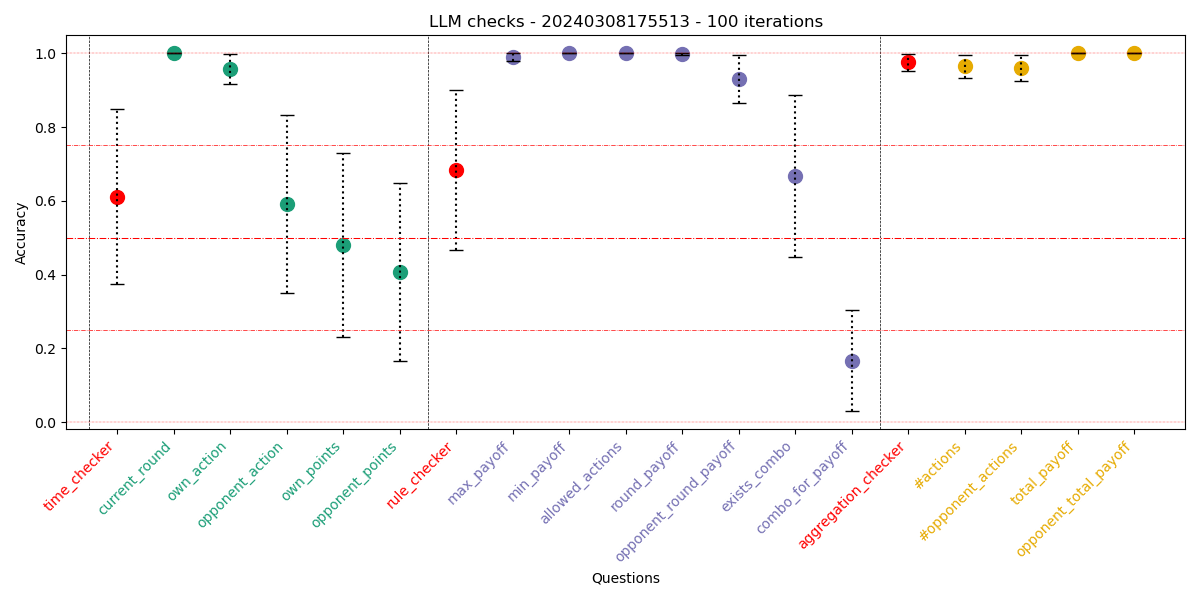 LLM checks - 20240308175513 - 100 iterations
Accuracy
1.0
0.8
0.6
0.4
0.2
0.0
time_checker
current_round
own_action
opponent_action
own_points
opponent_points
rule_checker
max_payoff
min_payoff
allowed_actions
round_payoff
opponent_round_payoff
exists_combo
combo_for_payoff
aggregation_checker
#actions
#opponent_actions
total_payoff
opponent_total_payoff
Questions